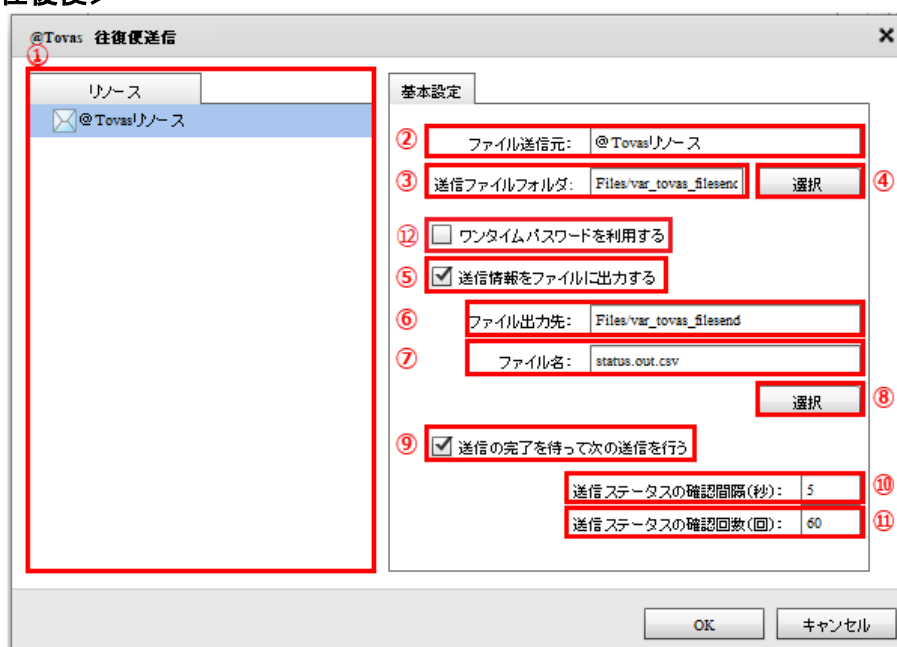 @Tovas 往復便送信
①
リソース
@Tovasリソース
基本設定
② ファイル送信元: @Tovasリソース
③ 送信ファイルフォルダ: Files/var_tovas_filesend 選択 ④
⑫ ワンタイムパスワードを利用する
⑤ 送信情報をファイルに出力する
⑥ ファイル出力先: Files/var_tovas_filesend
⑦ ファイル名: status.out.csv
選択 ⑧
⑨ 送信の完了を待って次の送信を行う
送信ステータスの確認間隔(秒): 5 ⑩
送信ステータスの確認回数(回): 60 ⑪
OK キャンセル